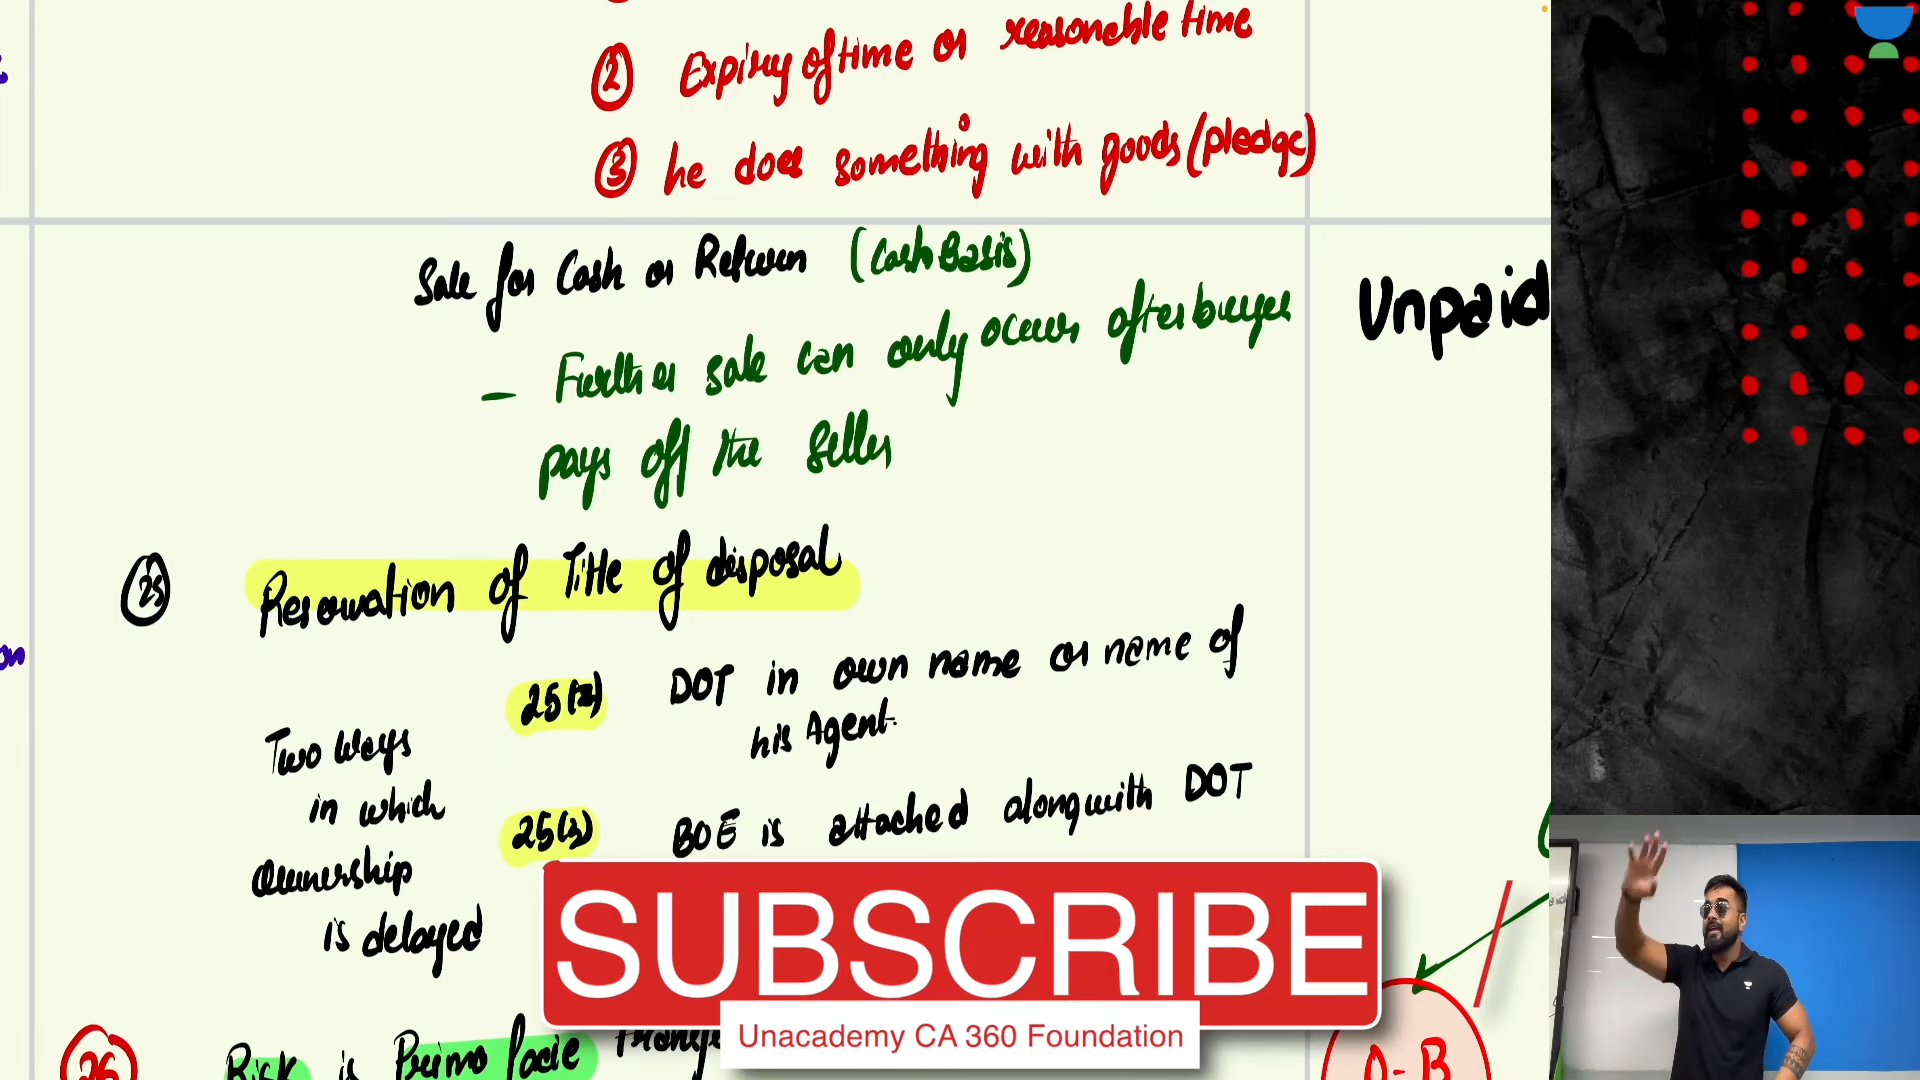 ② Expiry of time or reasonable time
③ he does something with goods (pledge)
Sale for Cash or Return (Cash Basis)
– Further sale can only occur after buyer
pays off the Seller
Unpaid
25 Reservation of Title of disposal
25(2) DOT in own name or name of
his Agent.
Two Ways
in which
ownership
is delayed
25(3) BOE is attached alongwith DOT
SUBSCRIBE
Unacademy CA 360 Foundation
26 Risk is Primo facie
O-B